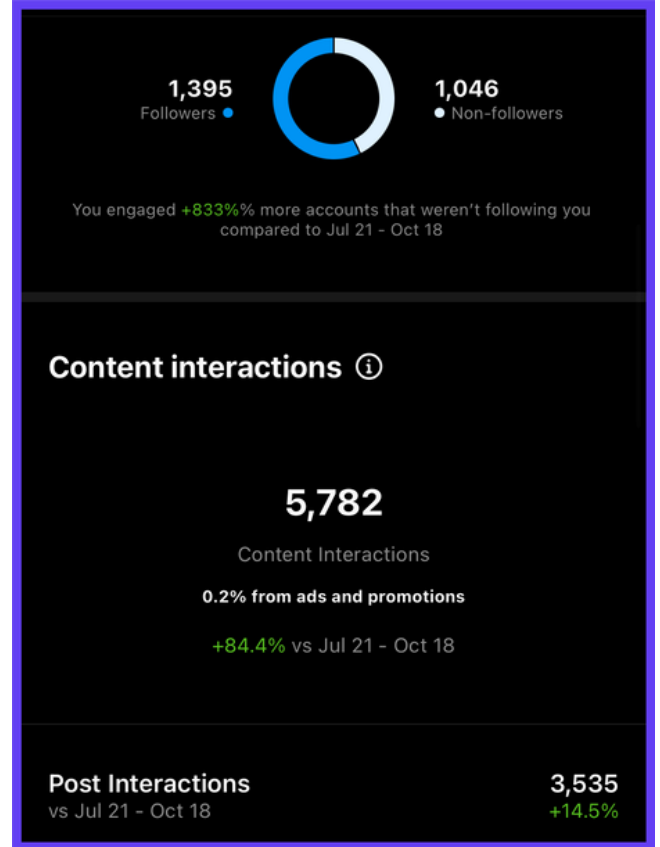 1,395
Followers
1,046
Non-followers
You engaged +833%% more accounts that weren't following you
compared to Jul 21 - Oct 18
Content interactions
5,782
Content Interactions
0.2% from ads and promotions
+84.4% vs Jul 21 - Oct 18
Post Interactions
3,535
vs Jul 21 - Oct 18
+14.5%